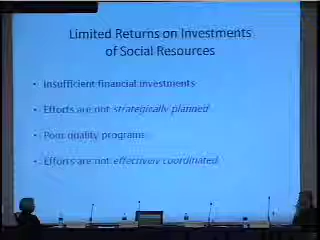 Limited Returns on Investments
of Social Resources
• Insufficient financial investments
• Efforts are not strategically planned
• Poor quality programs
• Efforts are not effectively coordinated